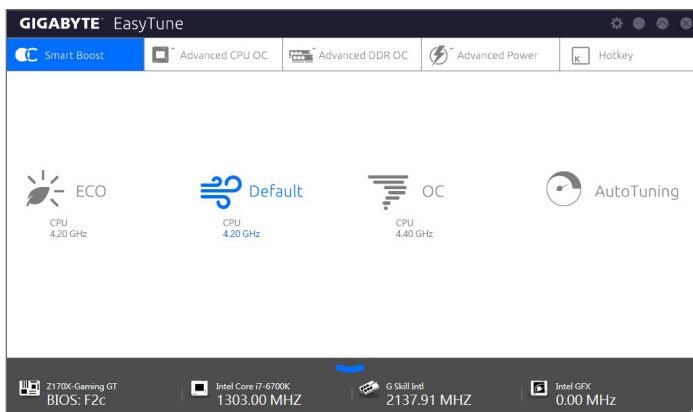 GIGABYTE™ EasyTune
Smart Boost
Advanced CPU OC
Advanced DDR OC
Advanced Power
K
Hotkey
ECO
CPU
4.20 GHz
Default
CPU
4.20 GHz
OC
CPU
4.40 GHz
AutoTuning
Z170X-Gaming GT
BIOS: F2c
Intel Core i7-6700K
1303.00 MHZ
G Skill Intl
2137.91 MHZ
Intel GFX
0.00 MHz